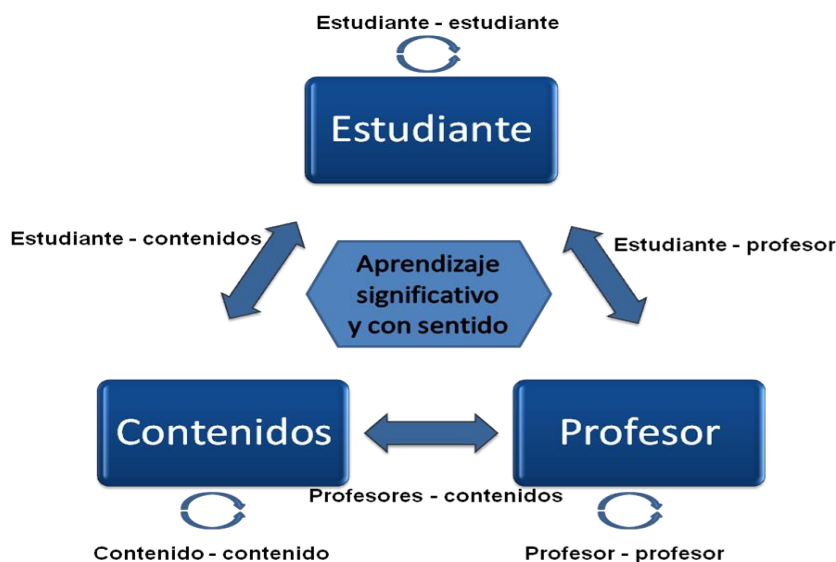 Estudiante - estudiante
Estudiante
Estudiante - contenidos
Estudiante - profesor
Aprendizaje
significativo
y con sentido
Contenidos
Profesor
Profesores - contenidos
Contenido - contenido
Profesor - profesor